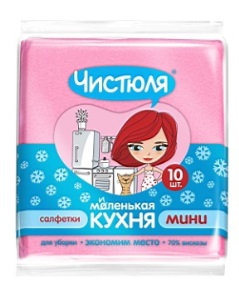 ЧИСТЮЛЯ®
10
шт.
маленькая
салфетки КУХНЯ мини
для уборки • экономим место • 70% вискозы